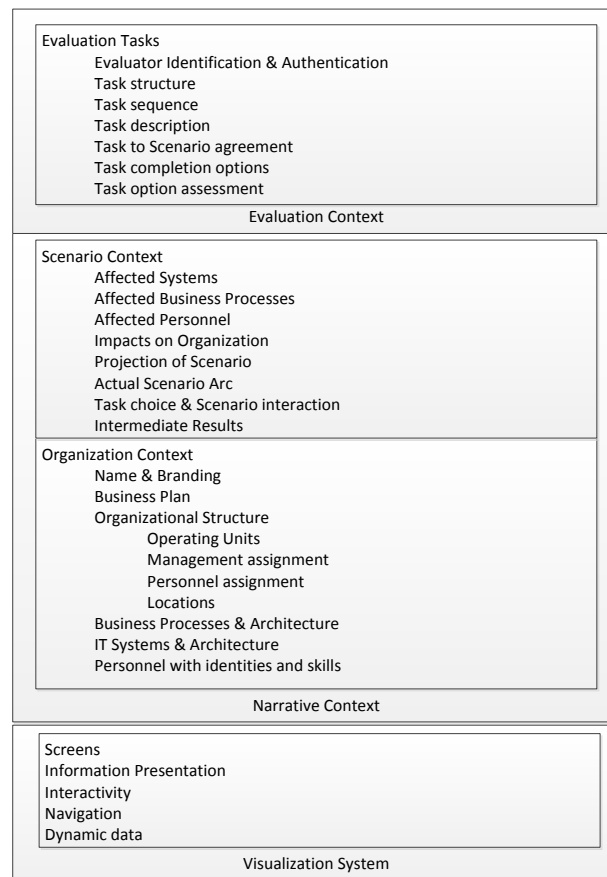 Evaluation Tasks
Evaluator Identification & Authentication
Task structure
Task sequence
Task description
Task to Scenario agreement
Task completion options
Task option assessment
Evaluation Context
Scenario Context
Affected Systems
Affected Business Processes
Affected Personnel
Impacts on Organization
Projection of Scenario
Actual Scenario Arc
Task choice & Scenario interaction
Intermediate Results
Organization Context
Name & Branding
Business Plan
Organizational Structure
Operating Units
Management assignment
Personnel assignment
Locations
Business Processes & Architecture
IT Systems & Architecture
Personnel with identities and skills
Narrative Context
Screens
Information Presentation
Interactivity
Navigation
Dynamic data
Visualization System